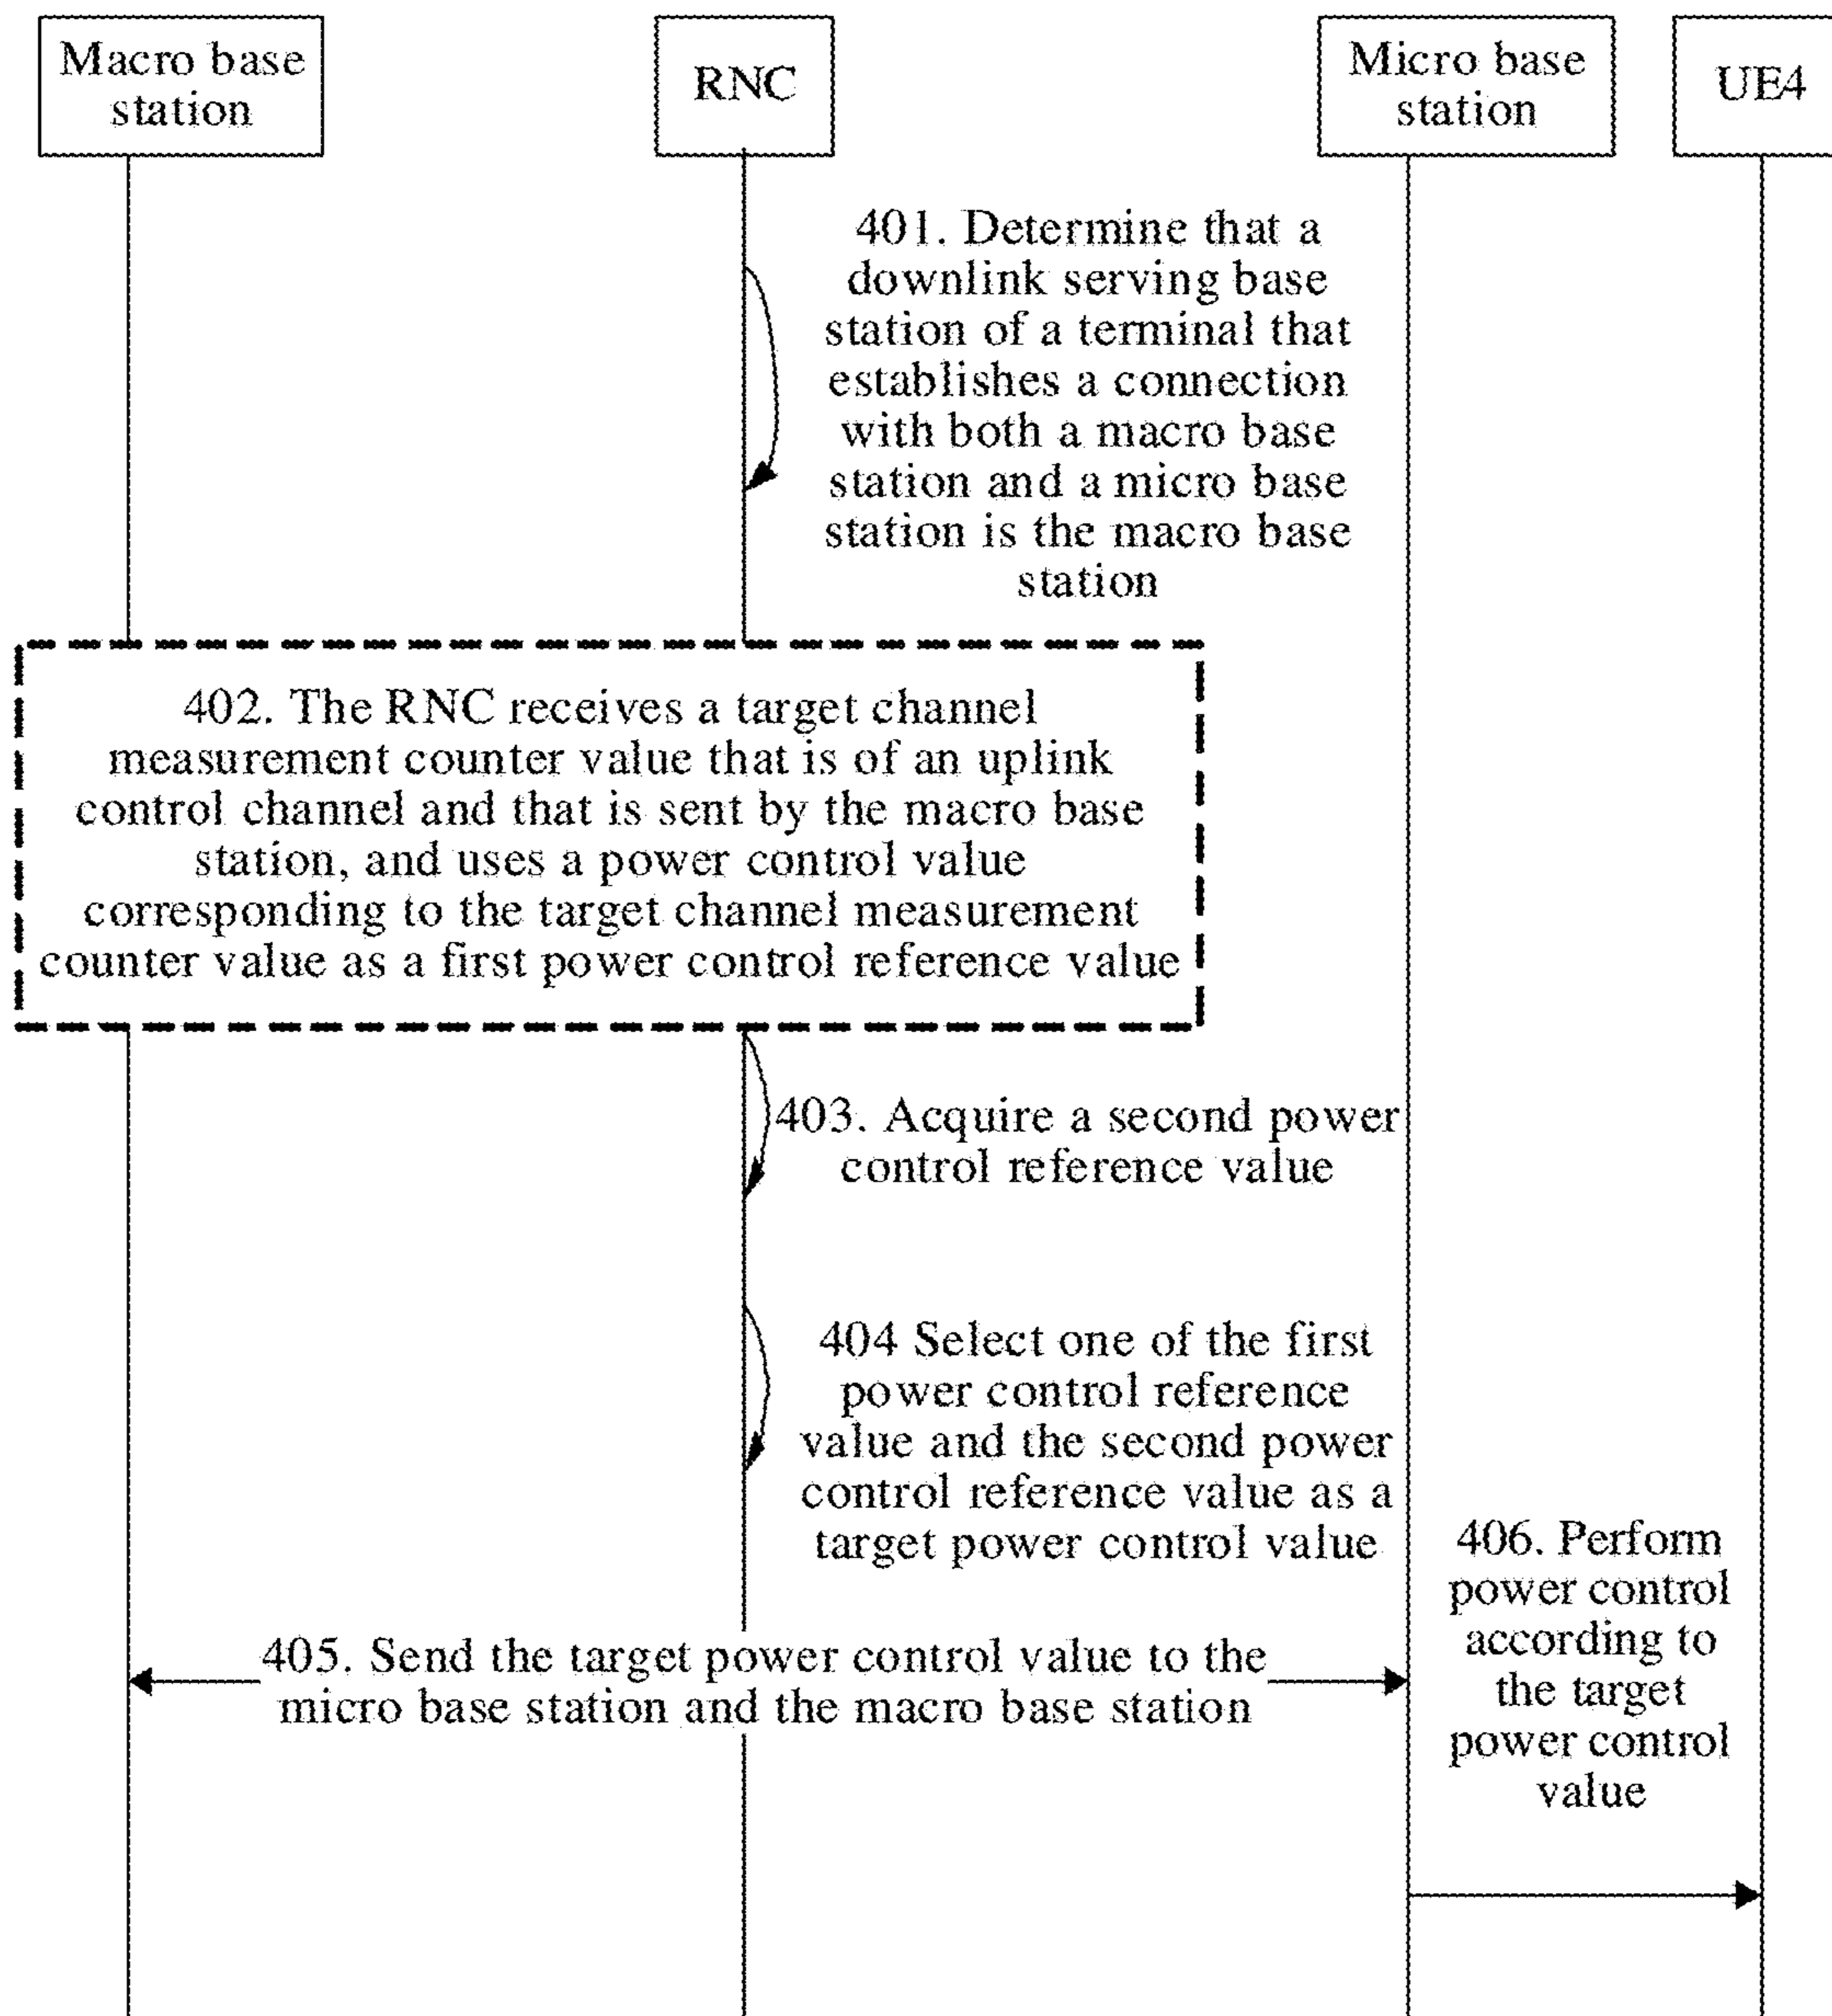 Macro base
station
RNC
Micro base
station
UE4
401. Determine that a
downlink serving base
station of a terminal that
establishes a connection
with both a macro base
station and a micro base
station is the macro base
station
402. The RNC receives a target channel
measurement counter value that is of an uplink
control channel and that is sent by the macro base
station, and uses a power control value
corresponding to the target channel measurement
counter value as a first power control reference value
403. Acquire a second power
control reference value
404 Select one of the first
power control reference
value and the second power
control reference value as a
target power control value
405. Send the target power control value to the
micro base station and the macro base station
406. Perform
power control
according to
the target
power control
value